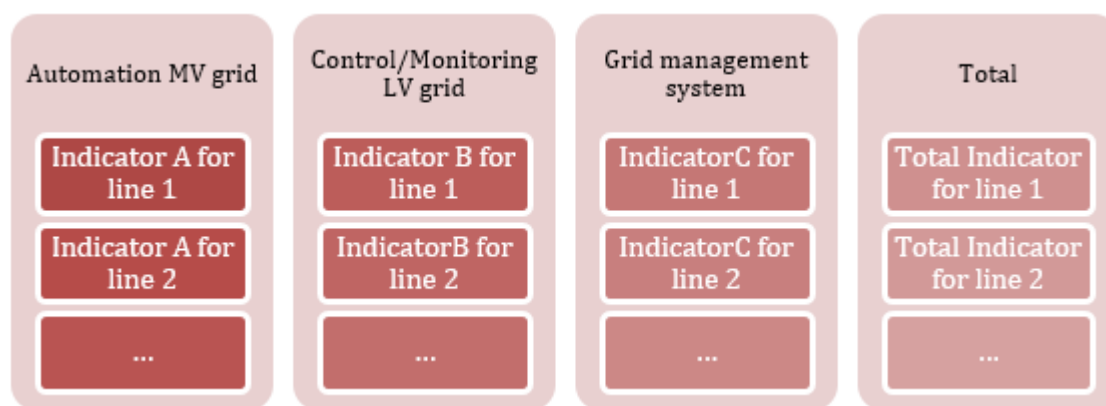 Automation MV grid
Indicator A for
line 1
Indicator A for
line 2
...
Control/Monitoring
LV grid
Indicator B for
line 1
IndicatorB for
line 2
...
Grid management
system
IndicatorC for
line 1
IndicatorC for
line 2
...
Total
Total Indicator
for line 1
Total Indicator
for line 2
...